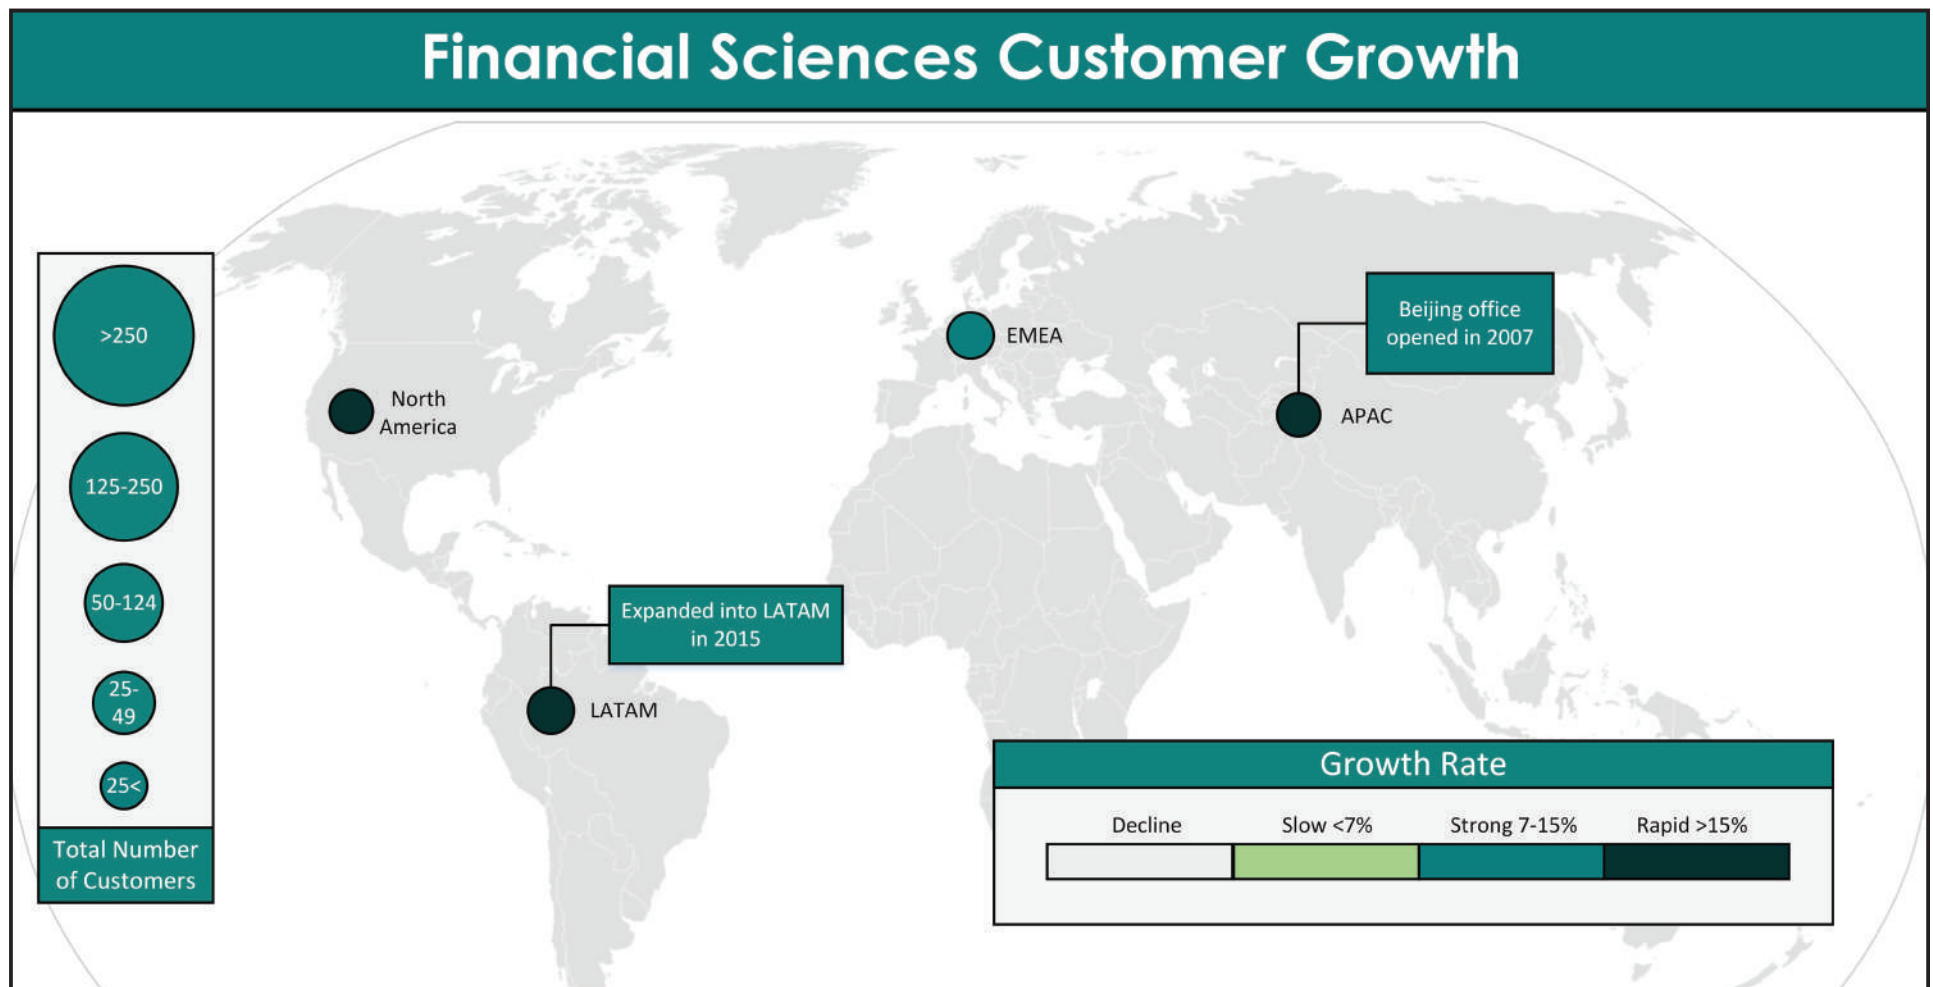 Financial Sciences Customer Growth
>250
125-250
50-124
25-
49
25<
Total Number
of Customers
North
America
EMEA
Beijing office
opened in 2007
APAC
Expanded into LATAM
in 2015
LATAM
Growth Rate
Decline
Slow <7%
Strong 7-15%
Rapid >15%